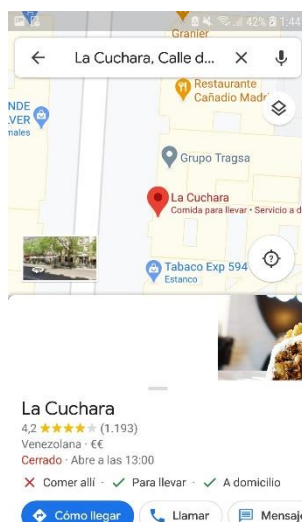 42% 1:44
Granier
La Cuchara, Calle d...
Restaurante
Cañadio Madr
NDE
VER
nales
Grupo Tragsa
La Cuchara
Comida para llevar · Servicio a d
Tabaco Exp 594
Estanco
La Cuchara
4,2 ★★★★★ (1.193)
Venezolana · €€
Cerrado · Abre a las 13:00
Comer allí · Para llevar · A domicilio
Cómo llegar
Llamar
Mensaje